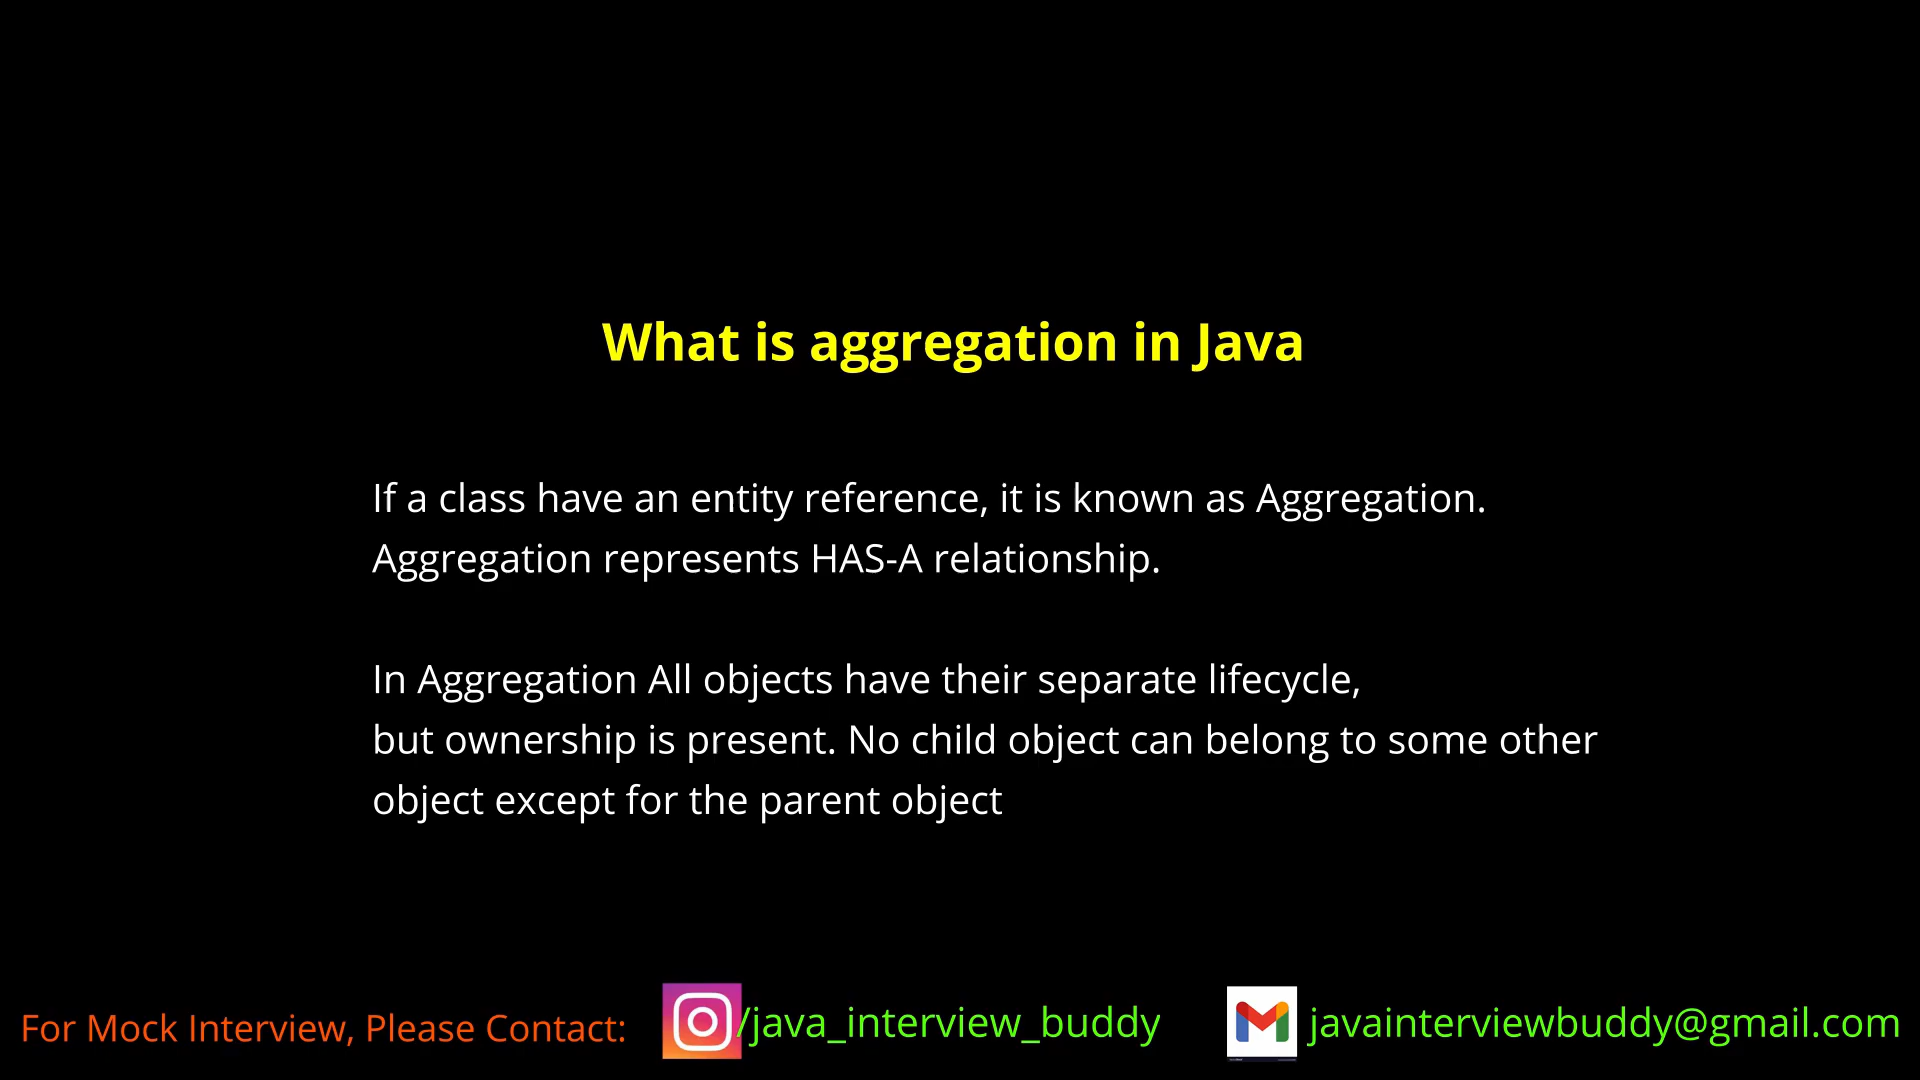 What is aggregation in Java
If a class have an entity reference, it is known as Aggregation.
Aggregation represents HAS-A relationship.
In Aggregation All objects have their separate lifecycle,
but ownership is present. No child object can belong to some other
object except for the parent object
For Mock Interview, Please Contact: /java_interview_buddy javainterviewbuddy@gmail.com